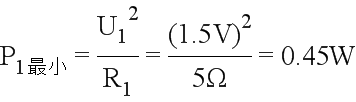 P₁最小 = U₁²/R₁ = (1.5V)²/5Ω = 0.45W